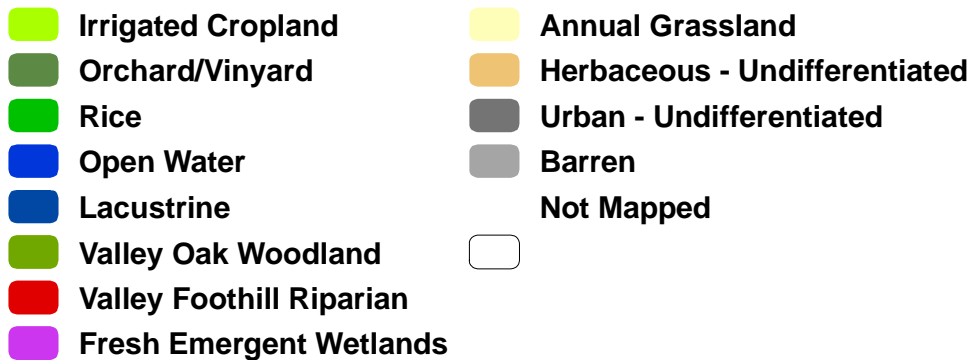 Irrigated Cropland
Orchard/Vinyard
Rice
Open Water
Lacustrine
Valley Oak Woodland
Valley Foothill Riparian
Fresh Emergent Wetlands
Annual Grassland
Herbaceous - Undifferentiated
Urban - Undifferentiated
Barren
Not Mapped